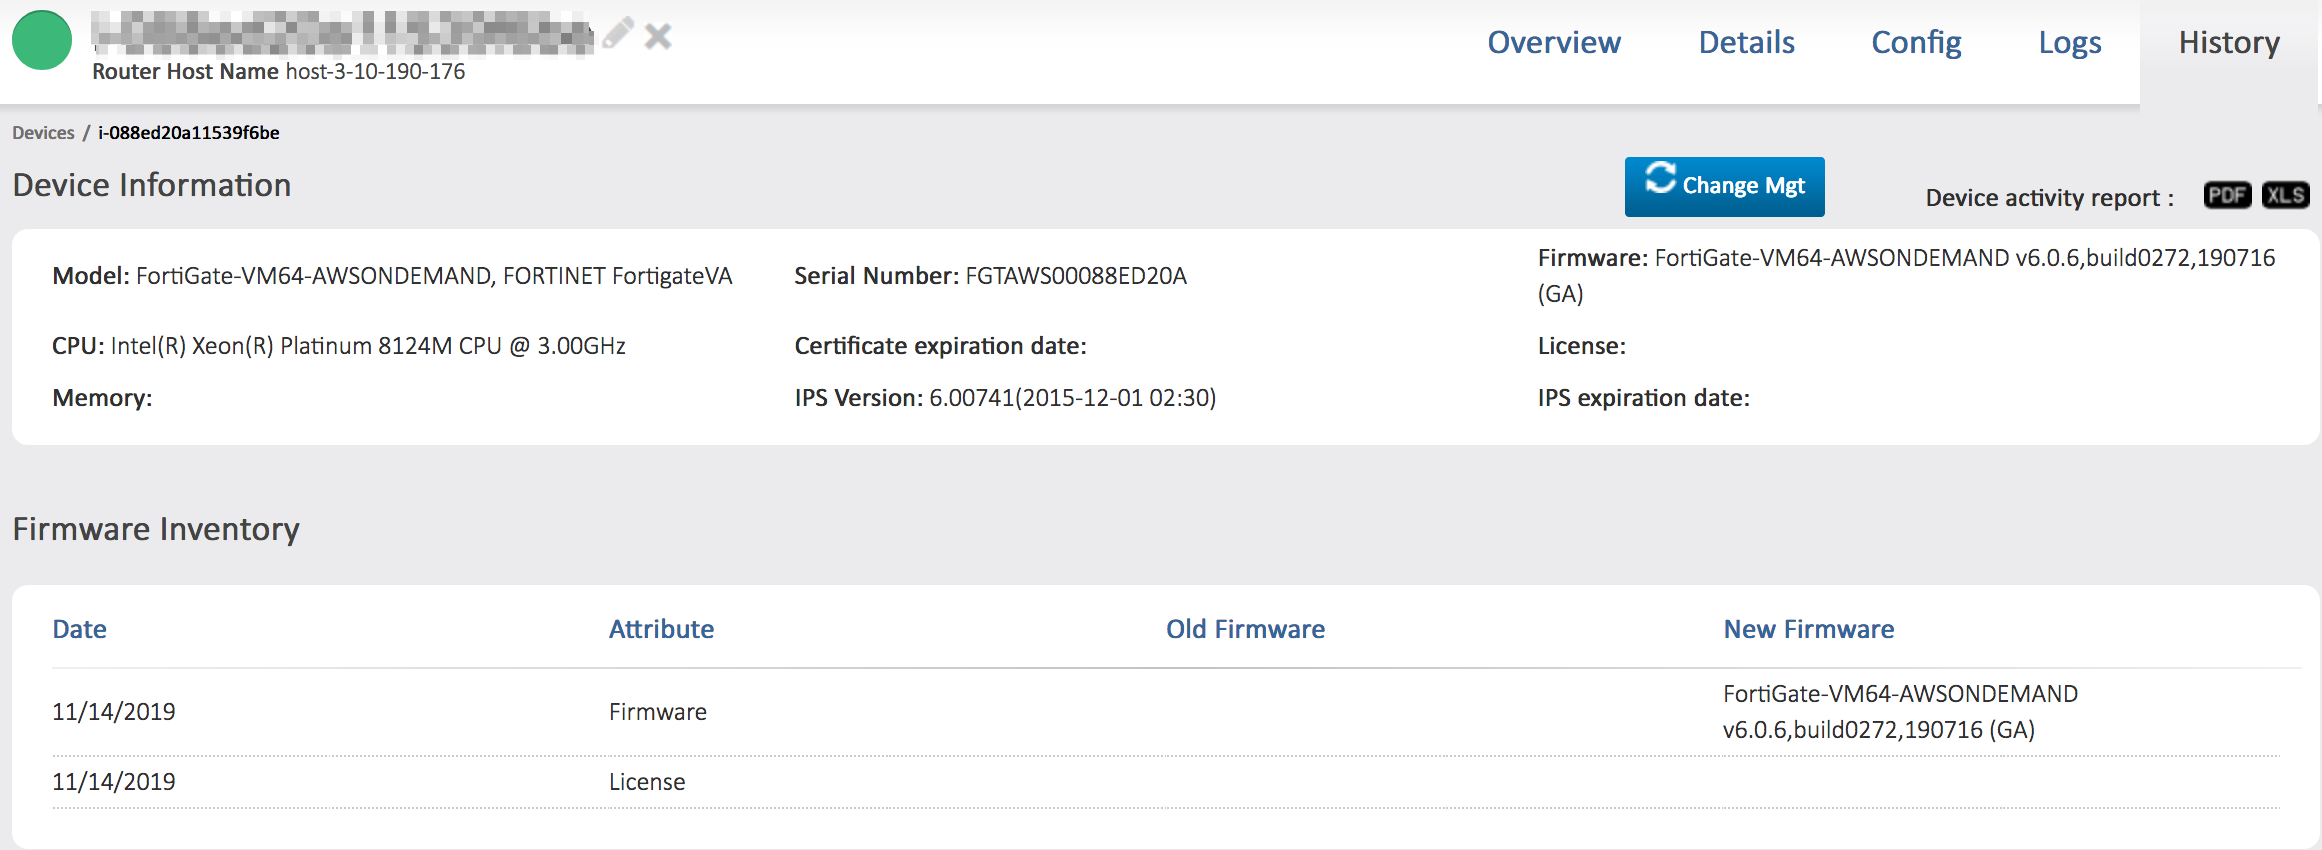 Router Host Name host-3-10-190-176
Overview Details Config Logs History
Devices / i-088ed20a11539f6be
Device Information
Change Mgt
Device activity report : PDF XLS
Model: FortiGate-VM64-AWSONDEMAND, FORTINET FortigateVA
Serial Number: FGTAWS00088ED20A
Firmware: FortiGate-VM64-AWSONDEMAND v6.0.6,build0272,190716
(GA)
CPU: Intel(R) Xeon(R) Platinum 8124M CPU @ 3.00GHz
Certificate expiration date:
License:
Memory:
IPS Version: 6.00741(2015-12-01 02:30)
IPS expiration date:
Firmware Inventory
Date Attribute Old Firmware New Firmware
11/14/2019 Firmware FortiGate-VM64-AWSONDEMAND
v6.0.6,build0272,190716 (GA)
11/14/2019 License